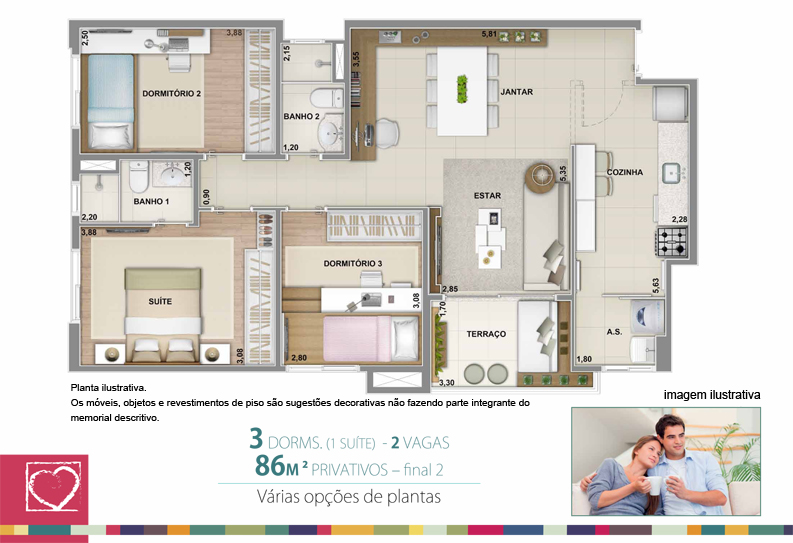 2,50
3,88
DORMITÓRIO 2
2,15
BANHO 2
1,20
3,55
5,81
JANTAR
COZINHA
2,28
5,63
BANHO 1
1,20
2,20
0,90
ESTAR
5,35
2,85
3,88
SUÍTE
3,08
DORMITÓRIO 3
3,08
2,80
1,70
TERRAÇO
3,30
A.S.
1,80
Planta ilustrativa.
Os móveis, objetos e revestimentos de piso são sugestões decorativas não fazendo parte integrante do
memorial descritivo.
imagem ilustrativa
3 DORMS. (1 SUÍTE) - 2 VAGAS
86M² PRIVATIVOS – final 2
Várias opções de plantas